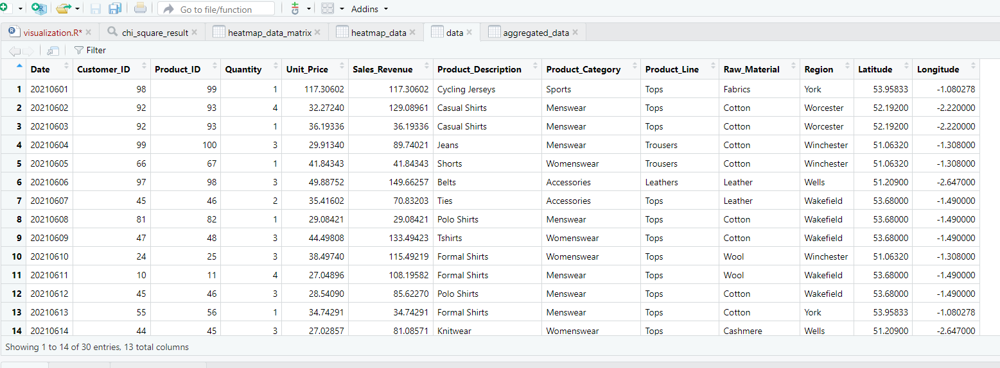 Go to file/function Addins
visualization.R* chi_square_result heatmap_data_matrix heatmap_data data aggregated_data
Filter
Date Customer_ID Product_ID Quantity Unit_Price Sales_Revenue Product_Description Product_Category Product_Line Raw_Material Region Latitude Longitude
1 20210601 98 99 1 117.30602 117.30602 Cycling Jerseys Sports Tops Fabrics York 53.95833 -1.080278
2 20210602 92 93 4 32.27240 129.08961 Casual Shirts Menswear Tops Cotton Worcester 52.19200 -2.220000
3 20210603 92 93 1 36.19336 36.19336 Casual Shirts Menswear Tops Cotton Worcester 52.19200 -2.220000
4 20210604 99 100 3 29.91340 89.74021 Jeans Menswear Trousers Cotton Winchester 51.06320 -1.308000
5 20210605 66 67 1 41.84343 41.84343 Shorts Womenswear Trousers Cotton Winchester 51.06320 -1.308000
6 20210606 97 98 3 49.88752 149.66257 Belts Accessories Leathers Leather Wells 51.20900 -2.647000
7 20210607 45 46 2 35.41602 70.83203 Ties Accessories Tops Leather Wakefield 53.68000 -1.490000
8 20210608 81 82 1 29.08421 29.08421 Polo Shirts Menswear Tops Cotton Wakefield 53.68000 -1.490000
9 20210609 47 48 3 44.49808 133.49423 Tshirts Womenswear Tops Cotton Wakefield 53.68000 -1.490000
10 20210610 24 25 3 38.49740 115.49219 Formal Shirts Womenswear Tops Wool Winchester 51.06320 -1.308000
11 20210611 10 11 4 27.04896 108.19582 Formal Shirts Menswear Tops Wool Wakefield 53.68000 -1.490000
12 20210612 45 46 3 28.54090 85.62270 Polo Shirts Menswear Tops Cotton Wakefield 53.68000 -1.490000
13 20210613 55 56 1 34.74291 34.74291 Formal Shirts Menswear Tops Cotton York 53.95833 -1.080278
14 20210614 44 45 3 27.02857 81.08571 Knitwear Womenswear Tops Cashmere Wells 51.20900 -2.647000
Showing 1 to 14 of 30 entries, 13 total columns